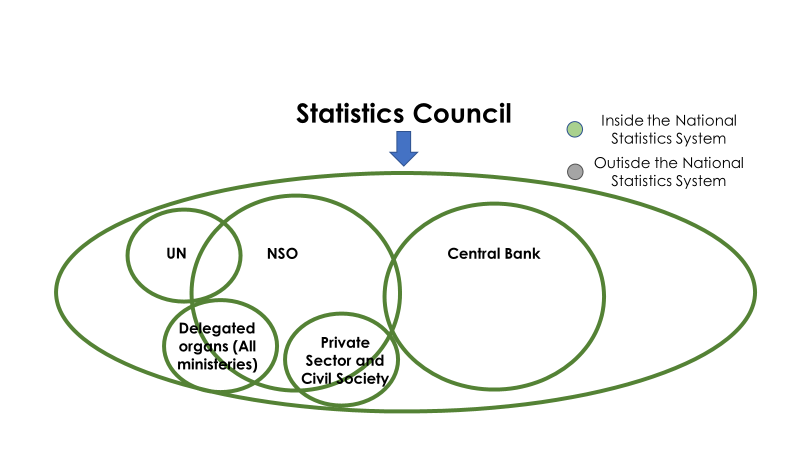 Statistics Council
Inside the National
Statistics System
Outisde the National
Statistics System
UN
NSO
Central Bank
Delegated
organs (All
ministeries)
Private
Sector and
Civil Society